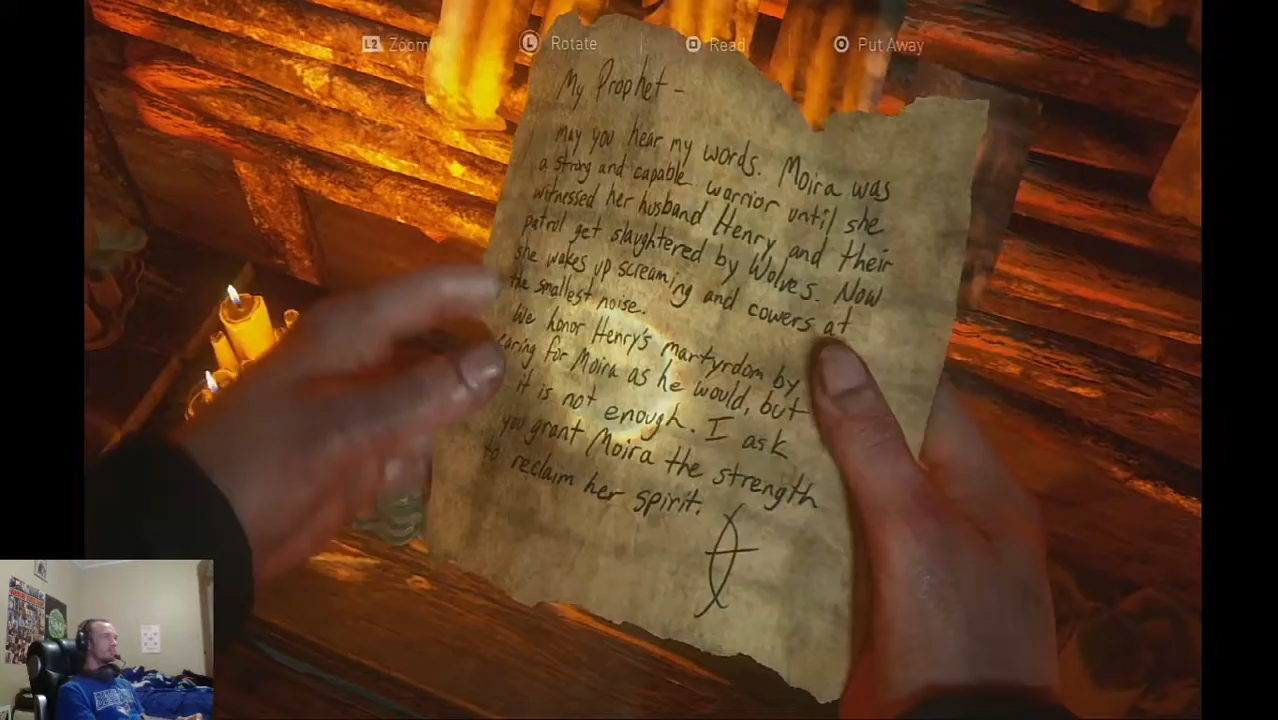 L2 Zoom L Rotate Read Put Away
My Prophet -
may you hear my words. Moira was
a strong and capable warrior until she
witnessed her husband Henry and their
patrol get slaughtered by Wolves. Now
she wakes up screaming and cowers at
the smallest noise.
We honor Henry's martyrdom by
caring for Moira as he would, but
it is not enough. I ask
you grant Moira the strength
to reclaim her spirit.